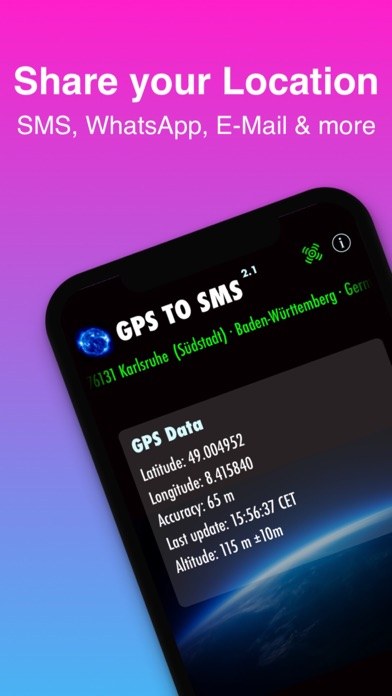 Share your Location
SMS, WhatsApp, E-Mail & more
GPS TO SMS 2.1
76131 Karlsruhe (Südstadt) · Baden-Württemberg ·
GPS Data
Latitude: 49.004952
Longitude: 8.415840
Accuracy: 65 m
Last update: 15:56:37 CET
Altitude: 115 m ±10m